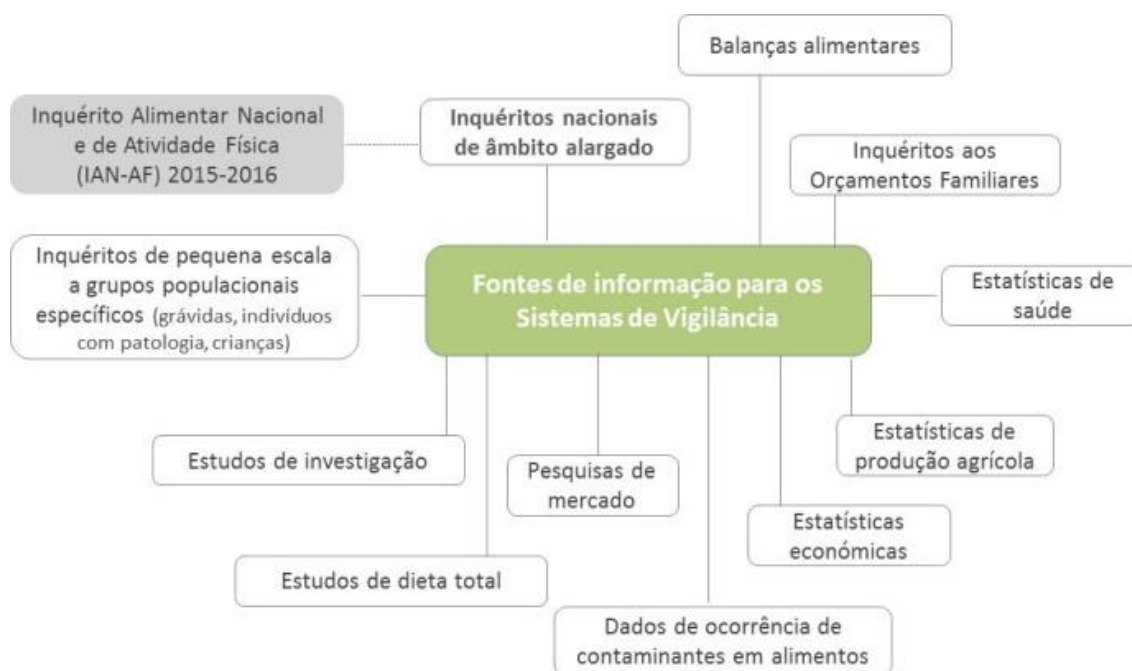 Balanças alimentares
Inquérito Alimentar Nacional
e de Atividade Física
(IAN-AF) 2015-2016
Inquéritos nacionais
de âmbito alargado
Inquéritos aos
Orçamentos Familiares
Inquéritos de pequena escala
a grupos populacionais
específicos (grávidas, indivíduos
com patologia, crianças)
Fontes de informação para os
Sistemas de Vigilância
Estatísticas de
saúde
Estudos de investigação
Pesquisas de
mercado
Estatísticas de
produção agrícola
Estatísticas
económicas
Estudos de dieta total
Dados de ocorrência de
contaminantes em alimentos